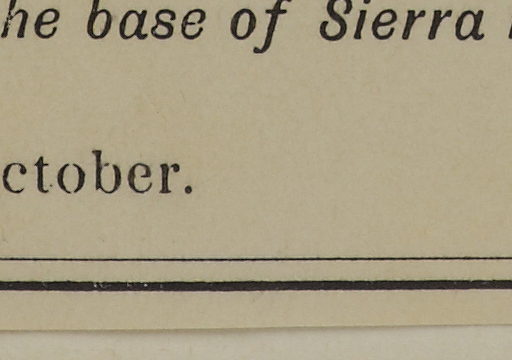 he base of Sierra
ctober.